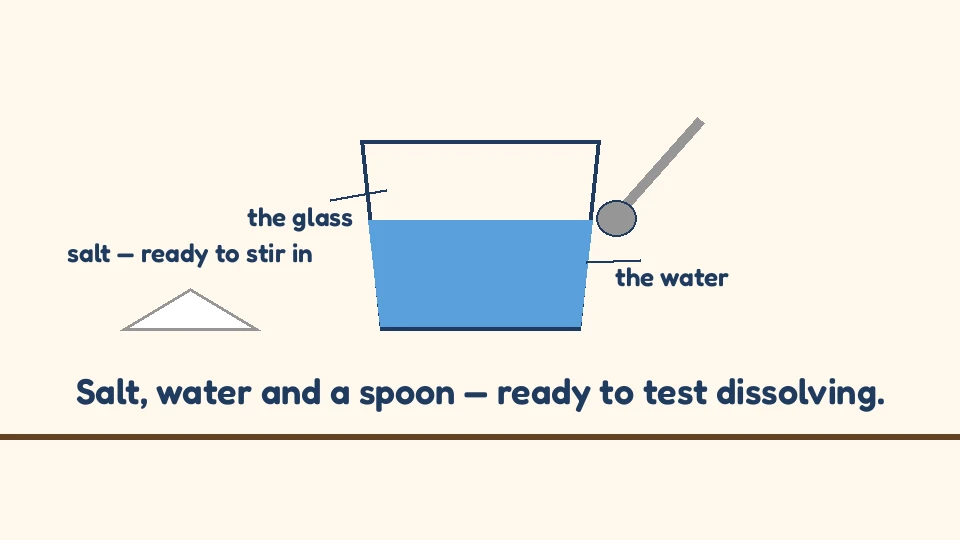 the glass
salt — ready to stir in
the water
Salt, water and a spoon — ready to test dissolving.